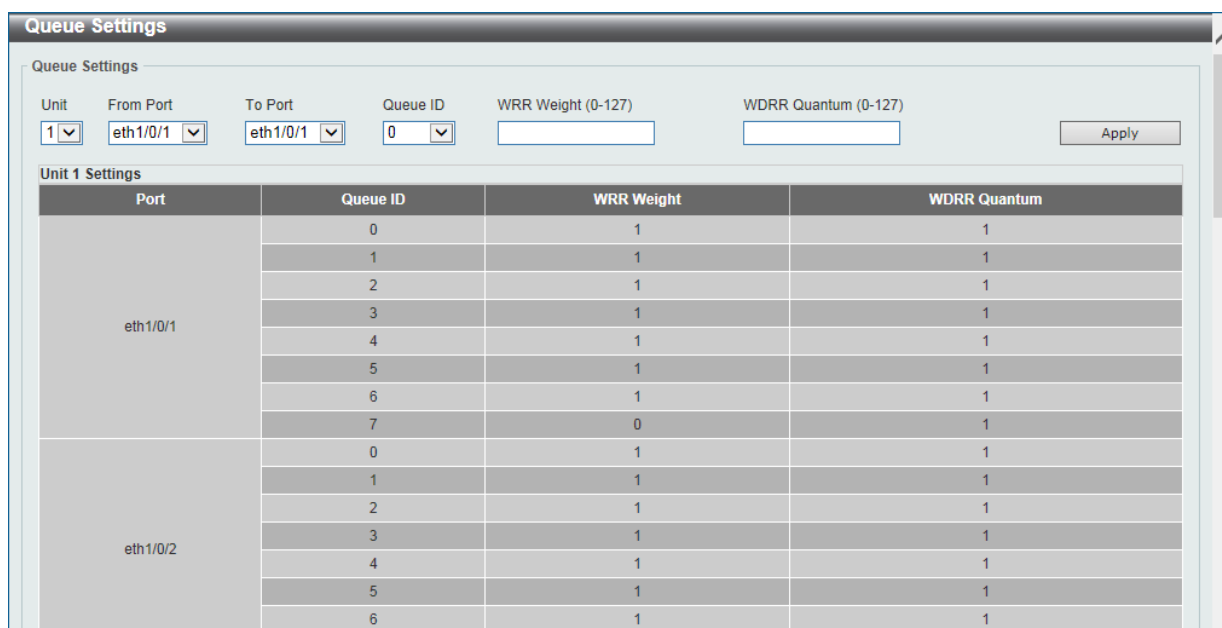 Queue Settings
Queue Settings
Unit From Port To Port Queue ID WRR Weight (0-127) WDRR Quantum (0-127)
1 eth1/0/1 eth1/0/1 0 Apply
Unit 1 Settings
Port Queue ID WRR Weight WDRR Quantum
0 1 1
1 1 1
2 1 1
3 1 1
eth1/0/1
4 1 1
5 1 1
6 1 1
7 0 1
0 1 1
1 1 1
2 1 1
3 1 1
eth1/0/2
4 1 1
5 1 1
6 1 1